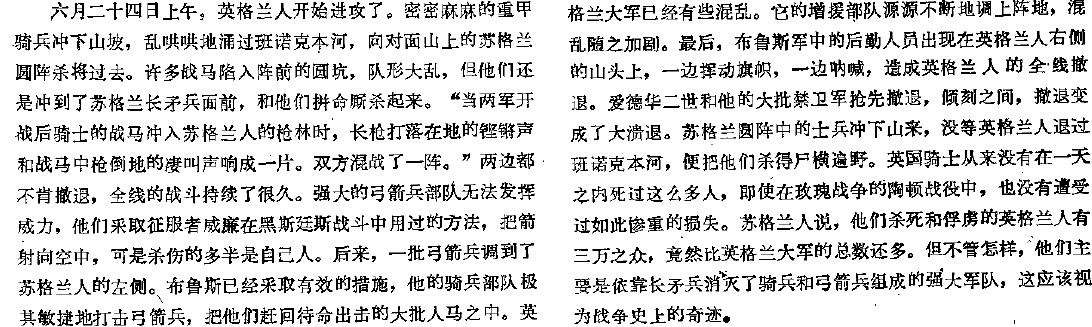 六月二十四日上午，英格兰人开始进攻了。密密麻麻的重甲
骑兵冲下山坡，乱哄哄地涌过班诺克本河，向对面山上的苏格兰
圆阵杀将过去。许多战马陷入阵前的圆坑，队形大乱，但他们还
是冲到了苏格兰长矛兵面前，和他们拼命厮杀起来。“当两军开
战后骑士的战马冲入苏格兰人的枪林时，长枪打落在地的铿锵声
和战马中枪倒地的凄叫声响成一片。双方混战了一阵。”两边都
不肯撤退，全线的战斗持续了很久。强大的弓箭兵部队无法发挥
威力，他们采取征服者威廉在黑斯廷斯战斗中用过的方法，把箭
射向空中，可是杀伤的多半是自己人。后来，一批弓箭兵调到了
苏格兰人的左侧。布鲁斯已经采取有效的措施，他的骑兵部队极
其敏捷地打击弓箭兵，把他们赶回待命出击的大批人马之中。英
格兰大军已经有些混乱。它的增援部队源源不断地调上阵地，混
乱随之加剧。最后，布鲁斯军中的后勤人员出现在英格兰人右侧
的山头上，一边挥动旗帜，一边呐喊，造成英格兰人的全线撤
退。爱德华二世和他的大批禁卫军抢先撤退，倾刻之间，撤退变
成了大溃退。苏格兰圆阵中的士兵冲下山来，没等英格兰人退过
班诺克本河，便把他们杀得尸横遍野。英国骑士从来没有在一天
之内死过这么多人，即使在玫瑰战争的陶顿战役中，也没有遭受
过如此惨重的损失。苏格兰人说，他们杀死和俘虏的英格兰人有
三万之众，竟然比英格兰大军的总数还多。但不管怎样，他们主
要是依靠长矛兵消灭了骑兵和弓箭兵组成的强大军队，这应该视
为战争史上的奇迹。